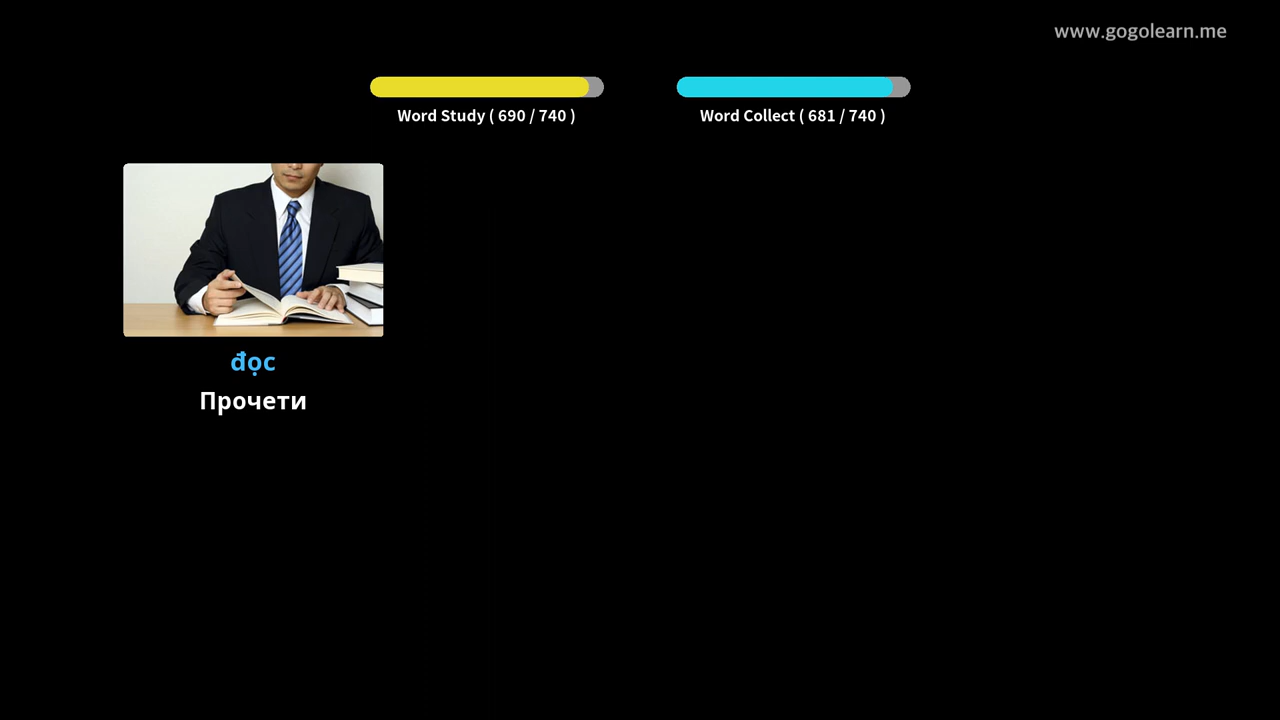 www.gogolearn.me
Word Study ( 690 / 740 )
Word Collect ( 681 / 740 )
đọc
Прочети